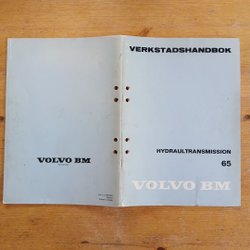 VERKSTADSHANDBOK
HYDRAULTRANSMISSION
65
VOLVO BM
VOLVO BM